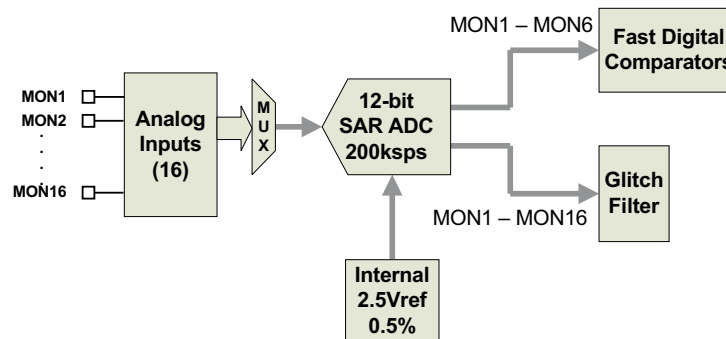 MON1 – MON6
Fast Digital
Comparators
MON1
MON2
.
.
.
.
MON16
Analog
Inputs
(16)
M
U
X
12-bit
SAR ADC
200ksps
Glitch
Filter
MON1 – MON16
Internal
2.5Vref
0.5%